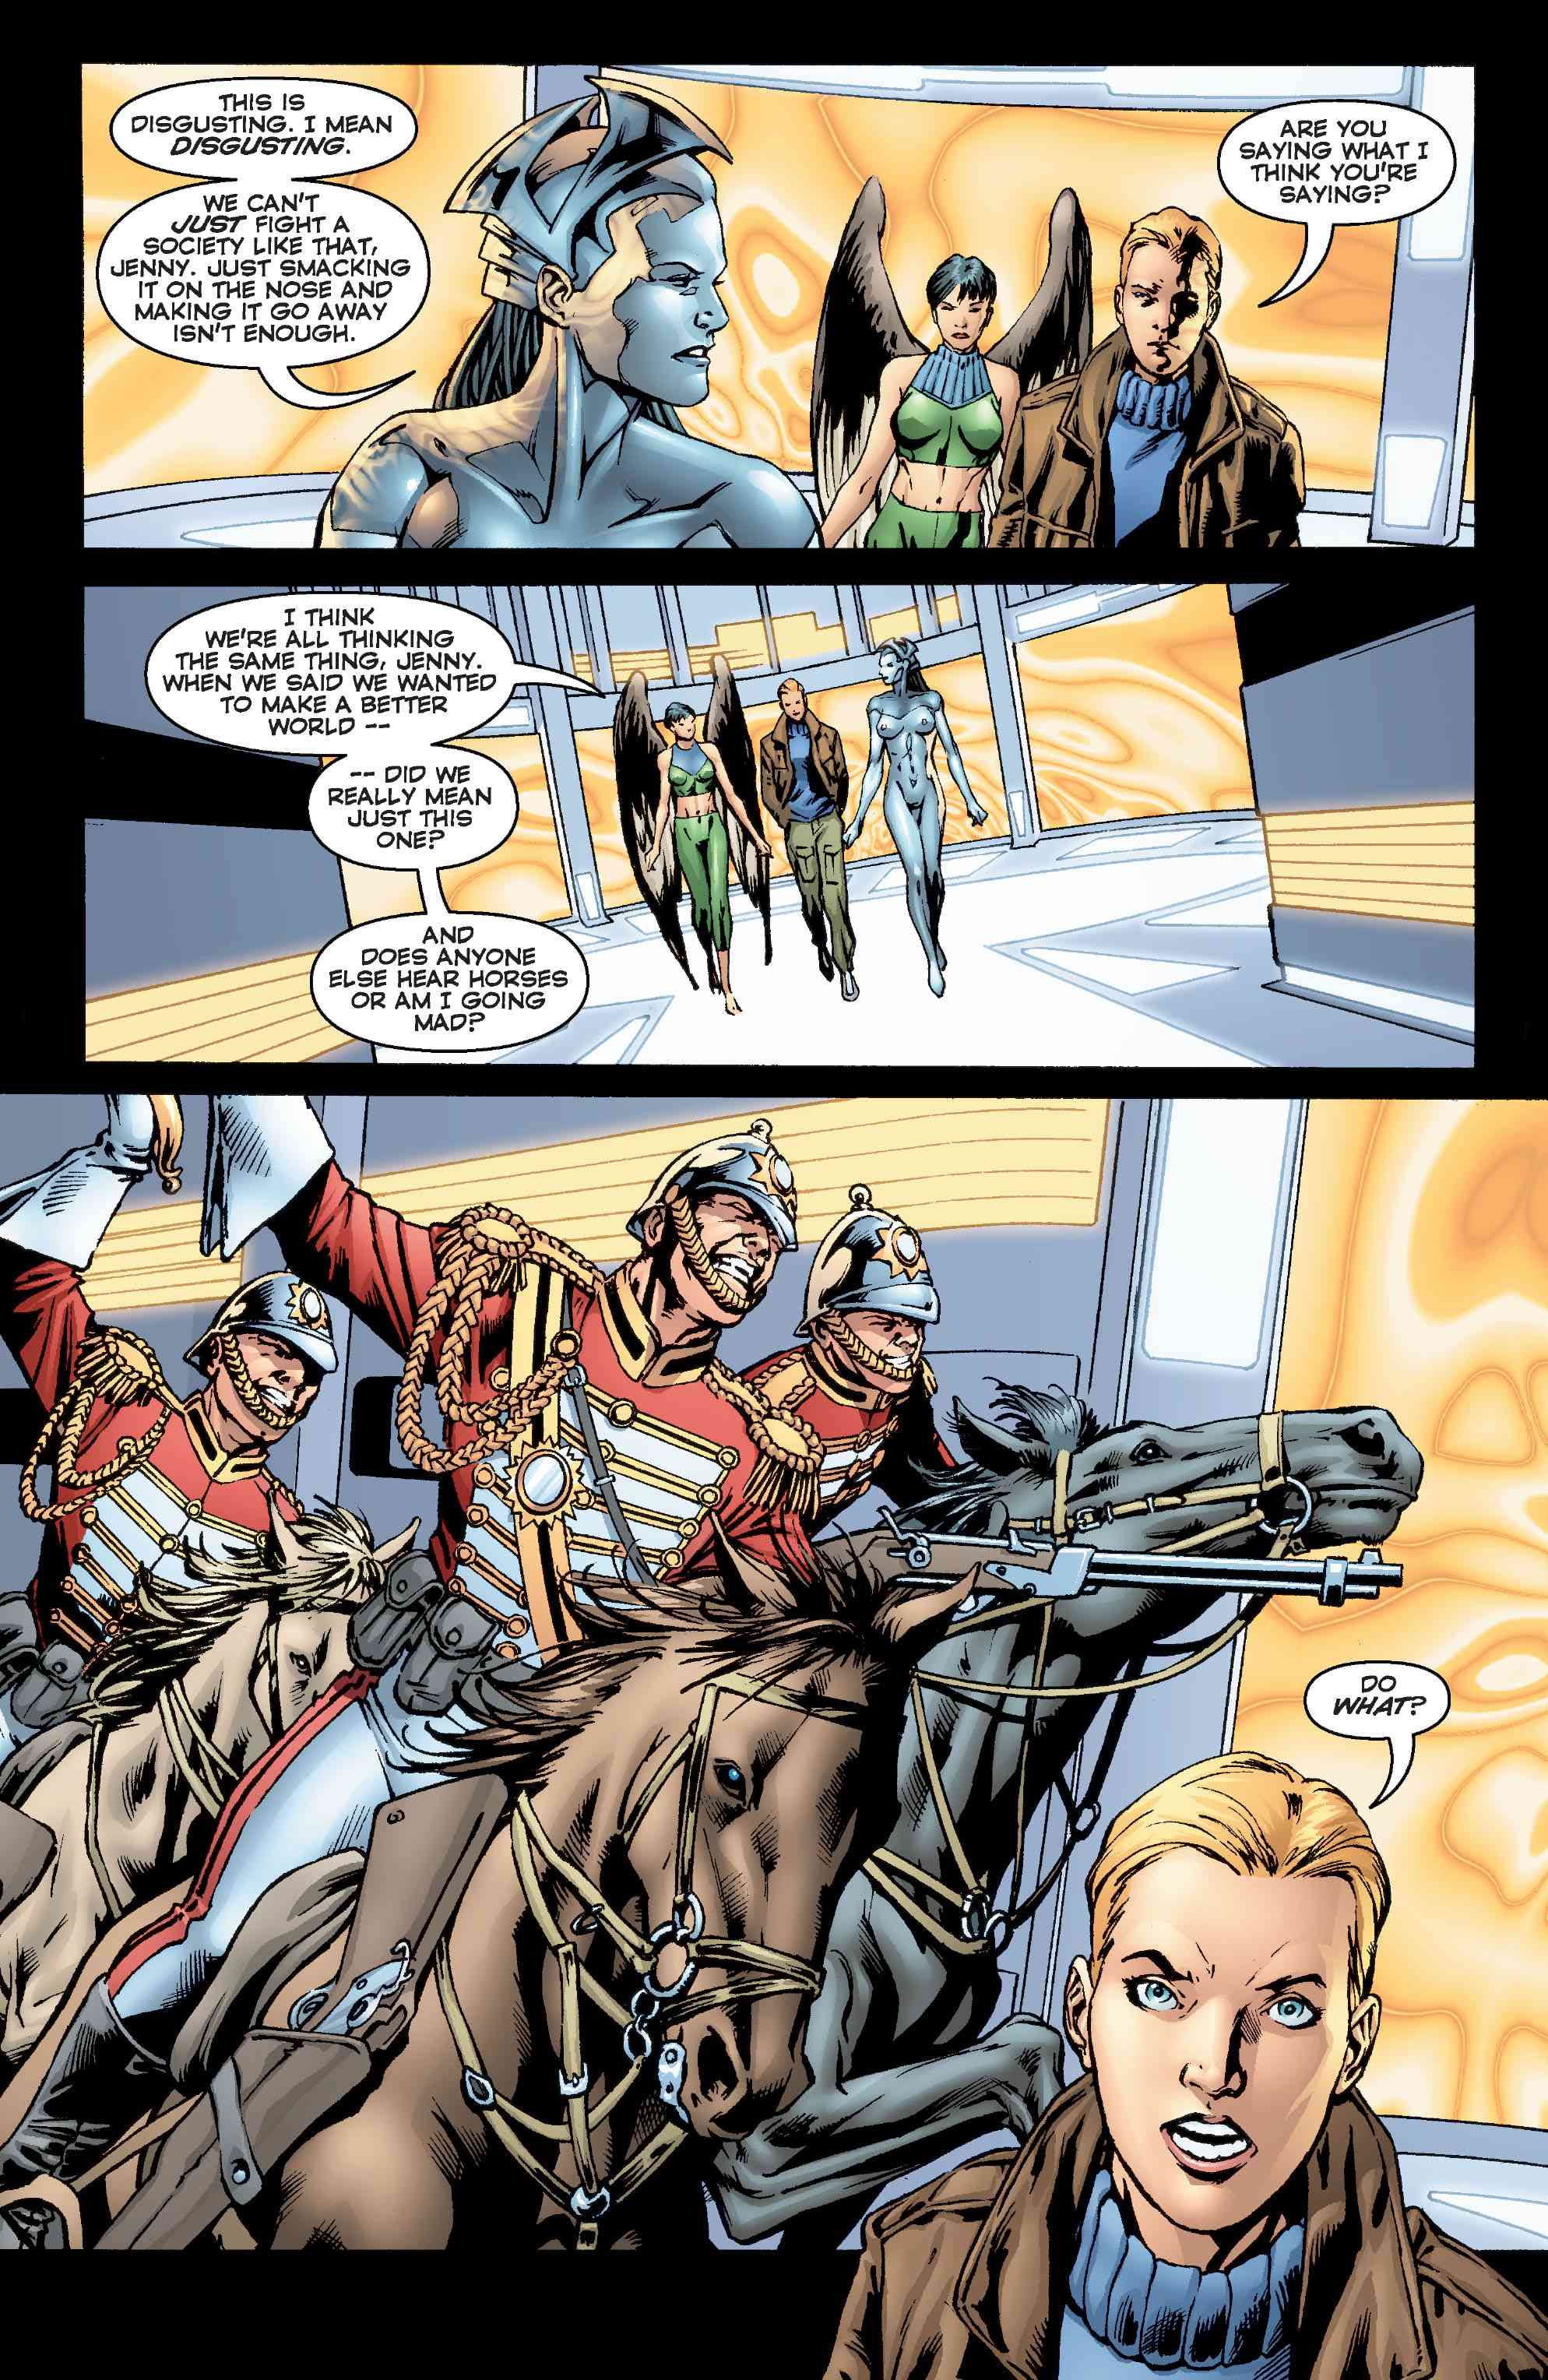 THIS IS
DISGUSTING. I MEAN
DISGUSTING.
WE CAN'T
JUST FIGHT A
SOCIETY LIKE THAT,
JENNY. JUST SMACKING
IT ON THE NOSE AND
MAKING IT GO AWAY
ISN'T ENOUGH.
ARE YOU
SAYING WHAT I
THINK YOU'RE
SAYING?
I THINK
WE'RE ALL THINKING
THE SAME THING, JENNY.
WHEN WE SAID WE WANTED
TO MAKE A BETTER
WORLD --
-- DID WE
REALLY MEAN
JUST THIS
ONE?
AND
DOES ANYONE
ELSE HEAR HORSES
OR AM I GOING
MAD?
DO
WHAT?